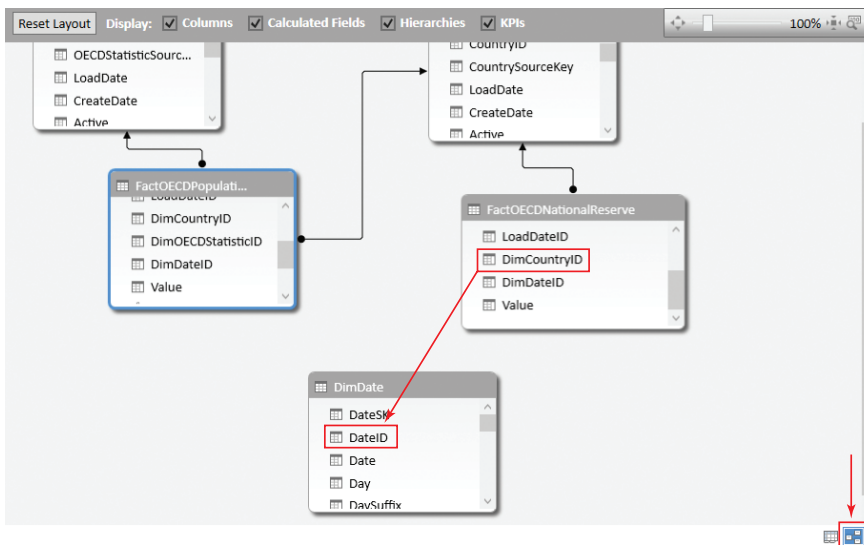 Reset Layout Display: Columns Calculated Fields Hierarchies KPIs 100%
OECDStatisticSourc...
LoadDate
CreateDate
Active
CountryID
CountrySourceKey
LoadDate
CreateDate
Active
FactOECDPopulati...
LoadDateID
DimCountryID
DimOECDStatisticID
DimDateID
Value
FactOECDNationalReserve
LoadDateID
DimCountryID
DimDateID
Value
DimDate
DateSK
DateID
Date
Day
DaySuffix